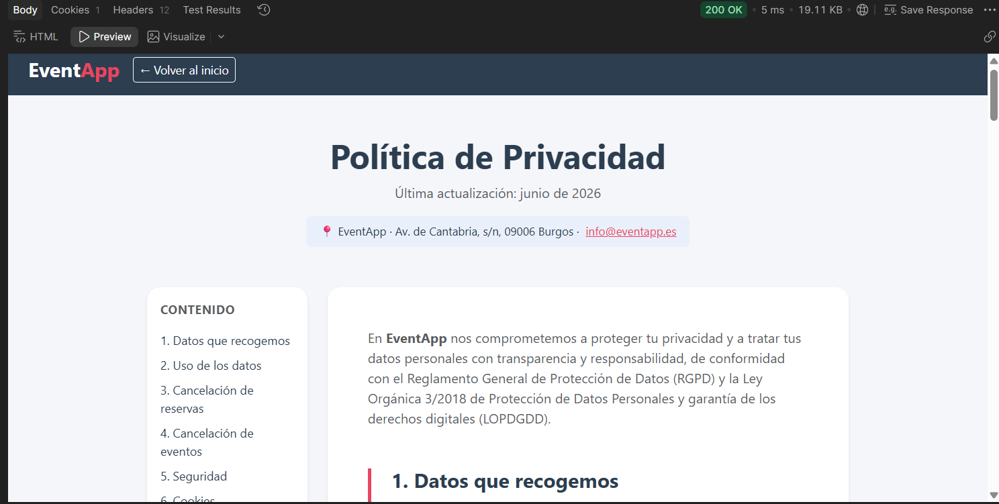 Body Cookies 1 Headers 12 Test Results 200 OK • 5 ms • 19.11 KB • e.g. Save Response
HTML Preview Visualize
EventApp ← Volver al inicio
Política de Privacidad
Última actualización: junio de 2026
EventApp · Av. de Cantabria, s/n, 09006 Burgos · info@eventapp.es
CONTENIDO
1. Datos que recogemos
2. Uso de los datos
3. Cancelación de
reservas
4. Cancelación de
eventos
5. Seguridad
6. Cookies
En EventApp nos comprometemos a proteger tu privacidad y a tratar tus
datos personales con transparencia y responsabilidad, de conformidad
con el Reglamento General de Protección de Datos (RGPD) y la Ley
Orgánica 3/2018 de Protección de Datos Personales y garantía de los
derechos digitales (LOPDGDD).
1. Datos que recogemos